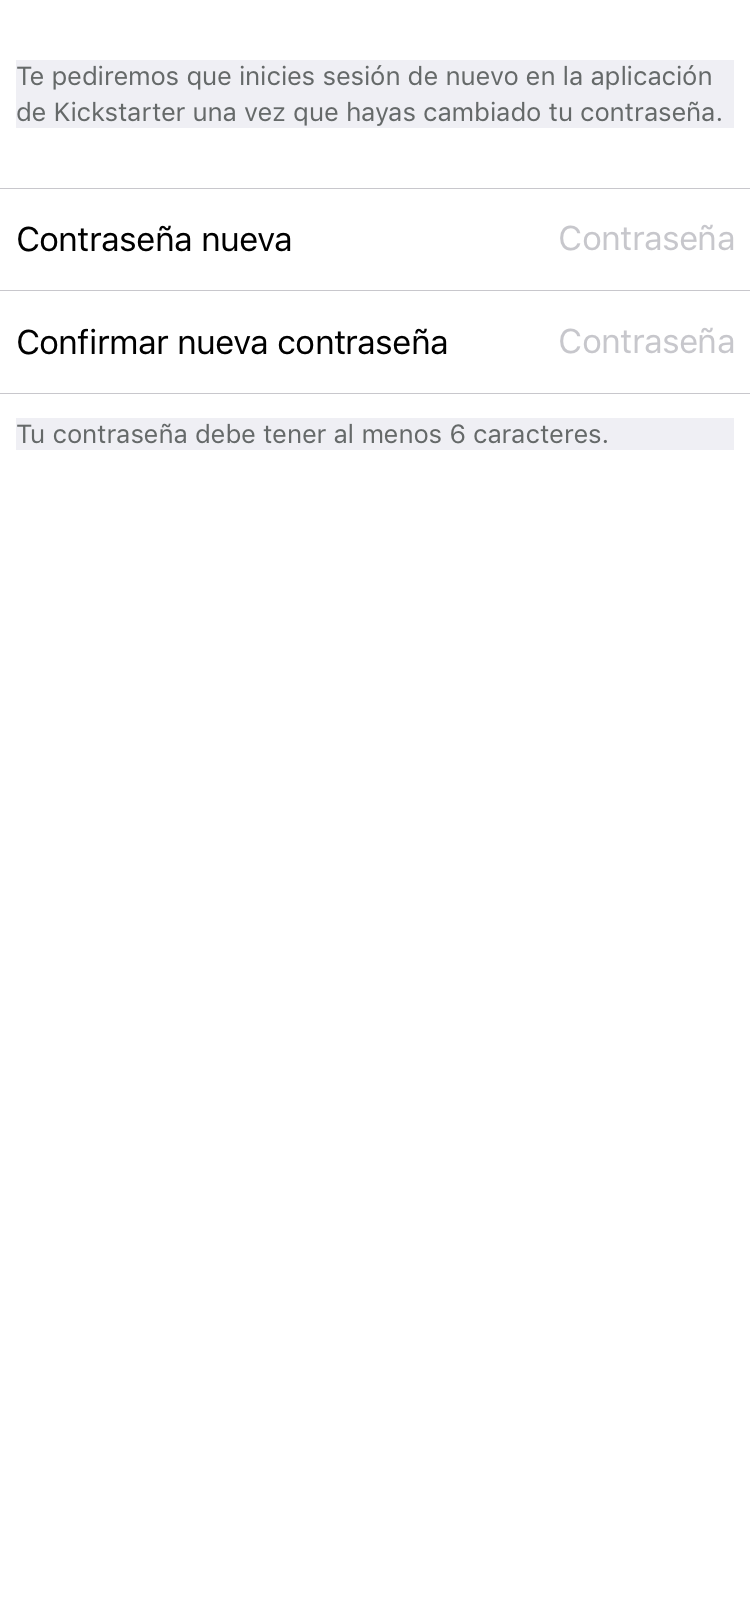 Te pediremos que inicies sesión de nuevo en la aplicación
de Kickstarter una vez que hayas cambiado tu contraseña.
Contraseña nueva Contraseña
Confirmar nueva contraseña Contraseña
Tu contraseña debe tener al menos 6 caracteres.